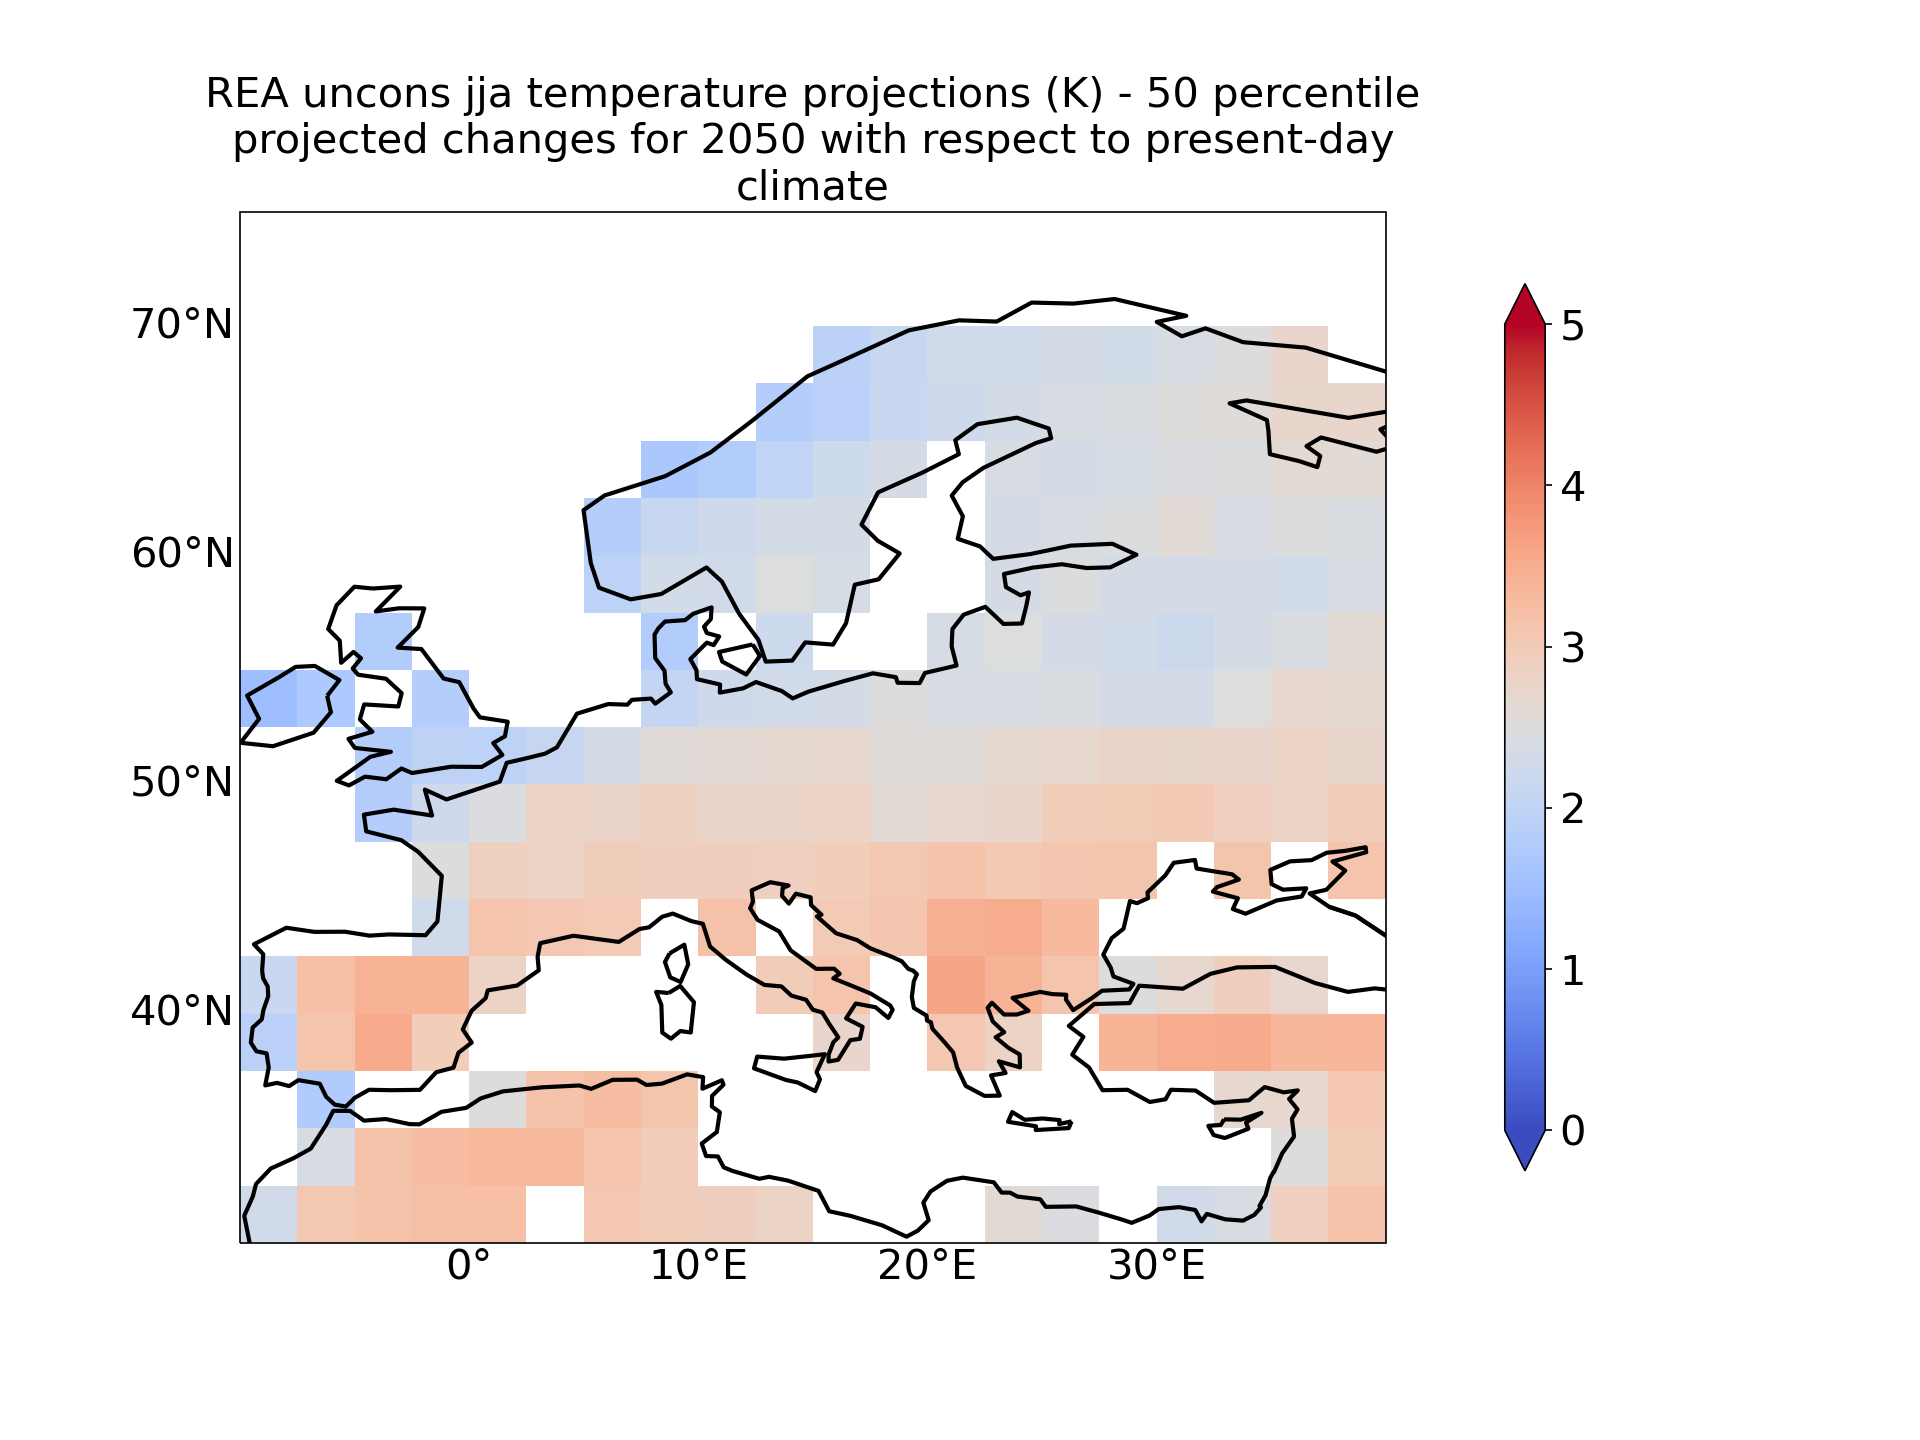 REA uncons jja temperature projections (K) - 50 percentile
projected changes for 2050 with respect to present-day
climate
70°N
60°N
50°N
40°N
0°
10°E
20°E
30°E
5
4
3
2
1
0